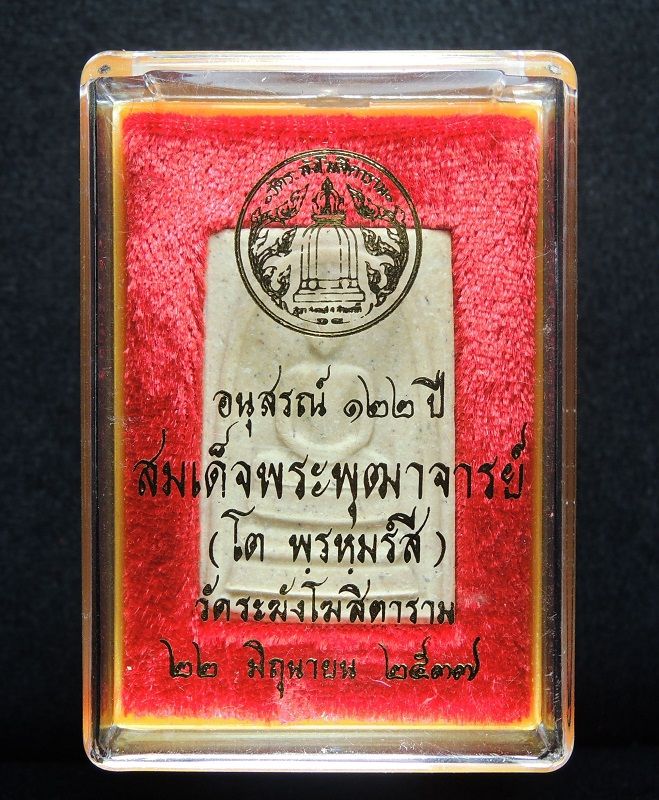 อนุสรณ์ ๑๒๒ ปี
สมเด็จพระพุฒาจารย์
(โต พฺรหฺมรํสี)
วัดระฆังโฆสิตาราม
๒๒ มิถุนายน ๒๕๓๗